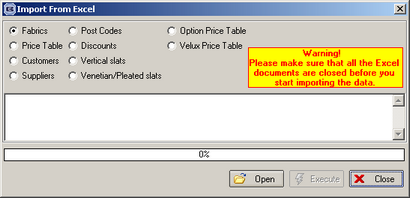 Import From Excel
Fabrics
Post Codes
Option Price Table
Price Table
Discounts
Velux Price Table
Customers
Vertical slats
Suppliers
Venetian/Pleated slats
Warning!
Please make sure that all the Excel
documents are closed before you
start importing the data.
0%
Open
Execute
Close